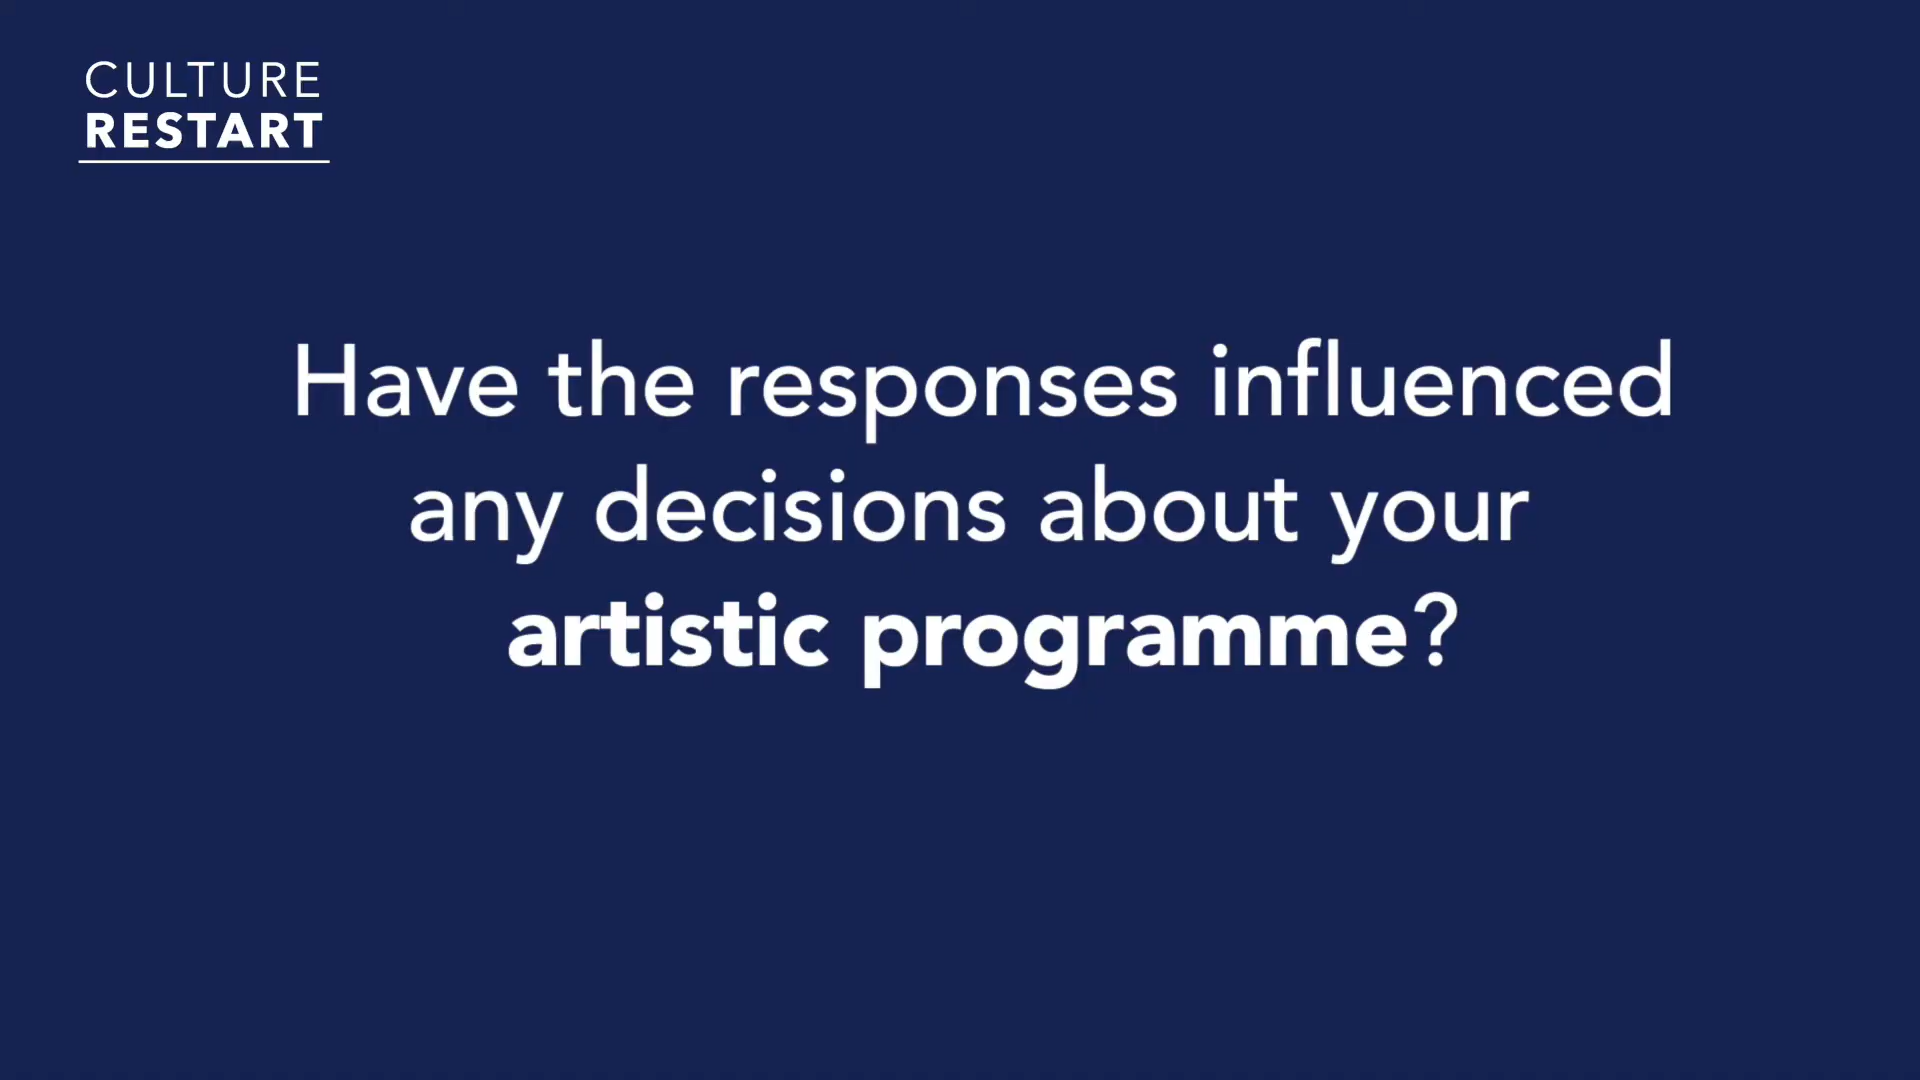 CULTURE
RESTART
Have the responses influenced
any decisions about your
artistic programme?